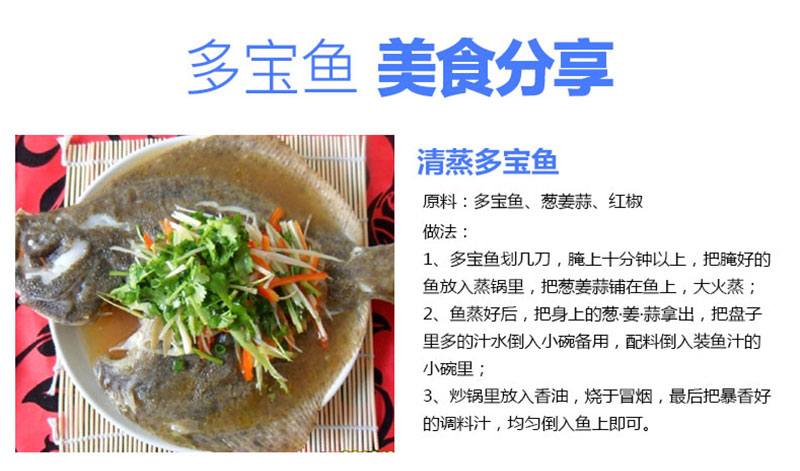 多宝鱼 美食分享
清蒸多宝鱼
原料：多宝鱼、葱姜蒜、红椒
做法：
1、多宝鱼划几刀，腌上十分钟以上，把腌好的
鱼放入蒸锅里，把葱姜蒜铺在鱼上，大火蒸；
2、鱼蒸好后，把身上的葱·姜·蒜拿出，把盘子
里多的汁水倒入小碗备用，配料倒入装鱼汁的
小碗里；
3、炒锅里放入香油，烧于冒烟，最后把暴香好
的调料汁，均匀倒入鱼上即可。